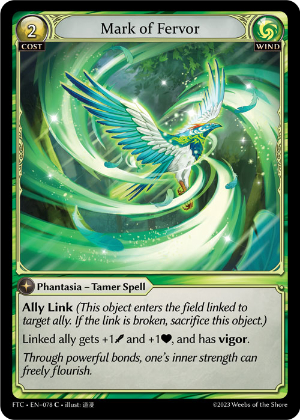 2
Mark of Fervor
COST
WIND
Phantasia – Tamer Spell
Ally Link (This object enters the field linked to
target ally. If the link is broken, sacrifice this object.)
Linked ally gets +1 and +1, and has vigor.
Through powerful bonds, one's inner strength can
freely flourish.
FTC • EN-078 C • illust:
©2023 Weebs of the Shore